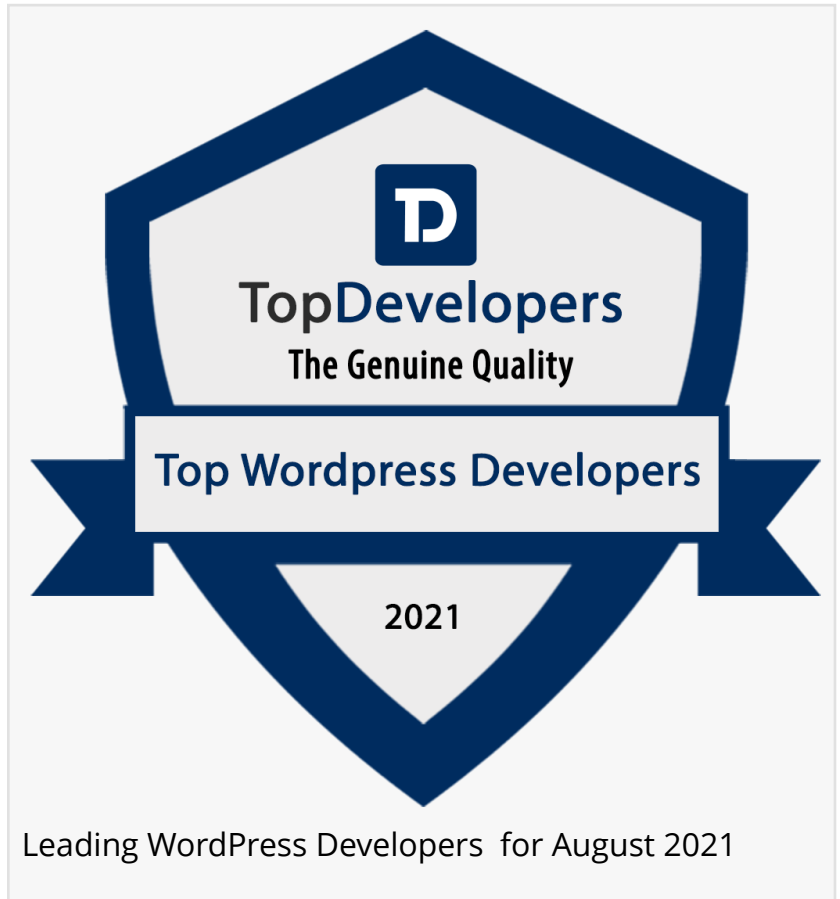 TD
TopDevelopers
The Genuine Quality
Top Wordpress Developers
2021
Leading WordPress Developers  for August 2021